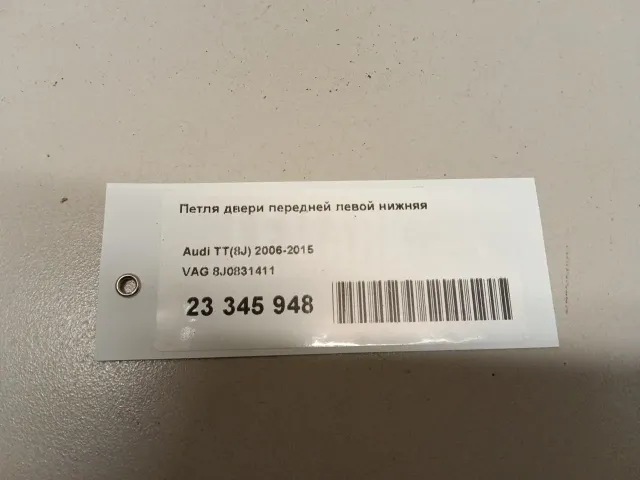 Петля двери передней левой нижняя
Audi TT(8J) 2006-2015
VAG 8J0831411
23 345 948